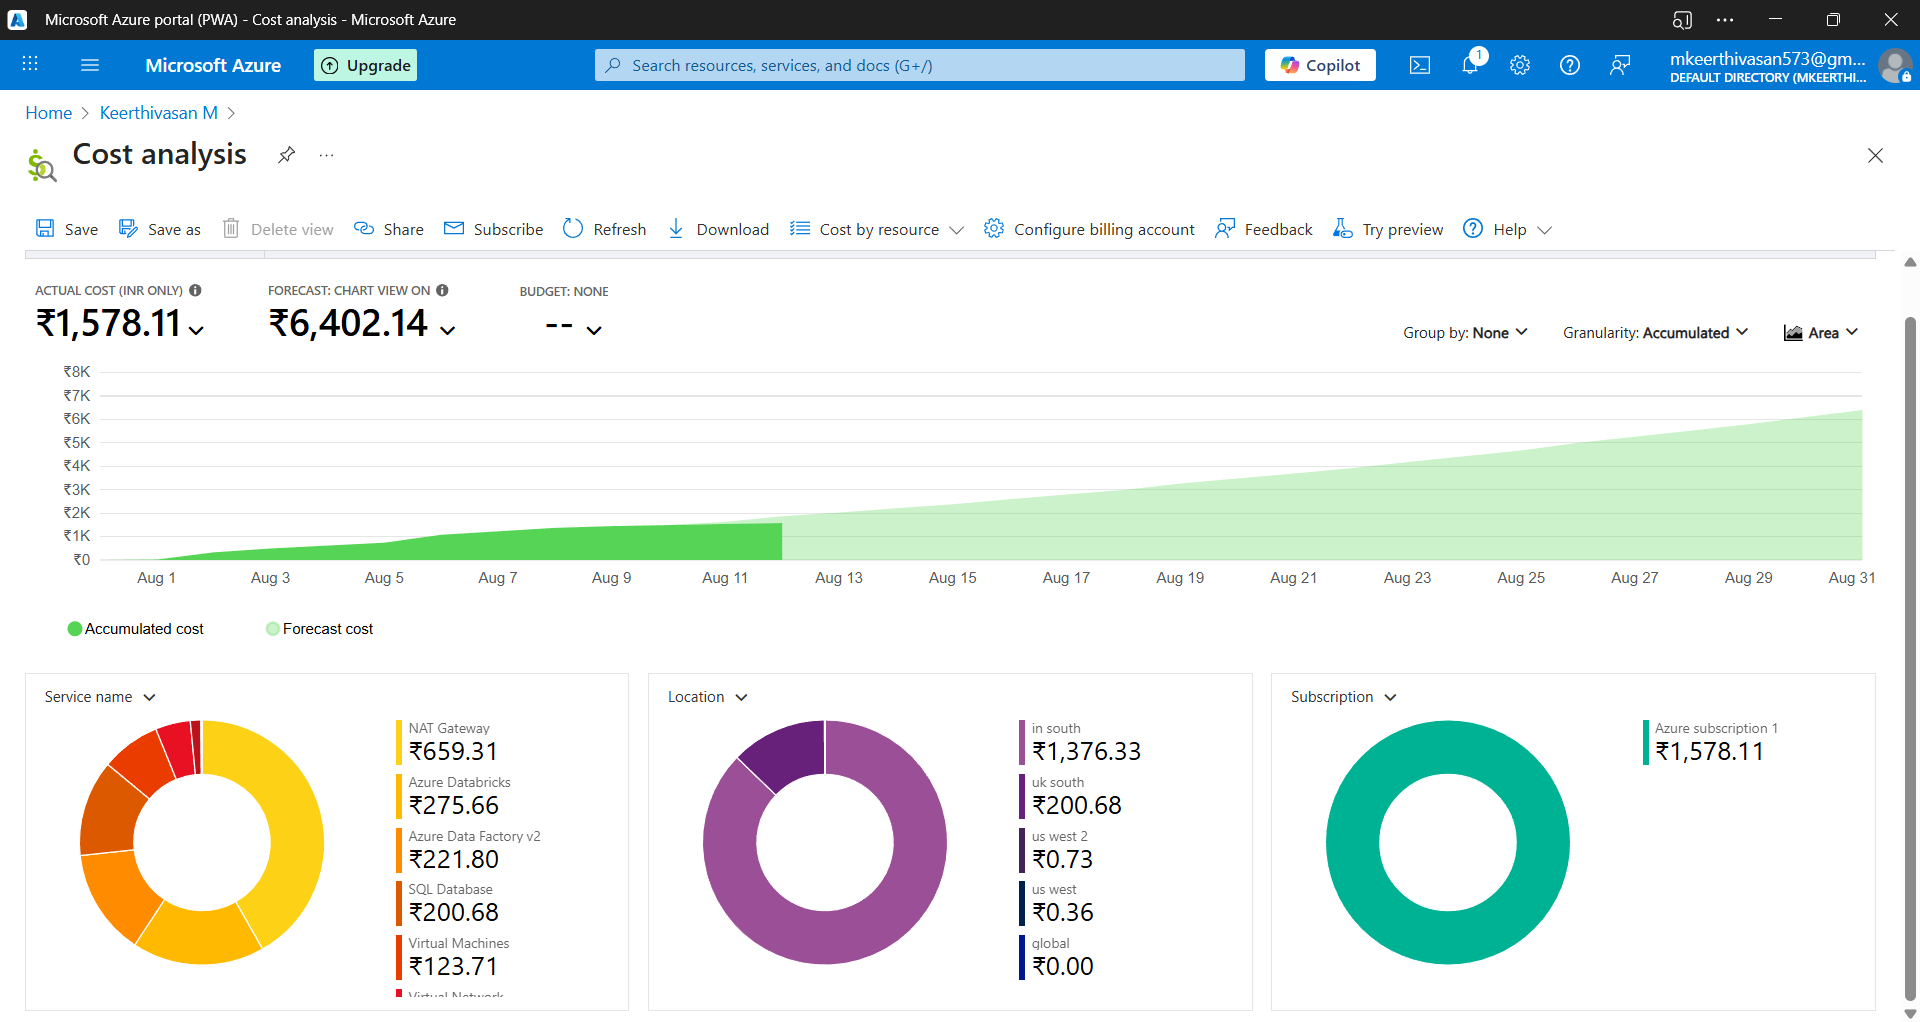 Microsoft Azure portal (PWA) - Cost analysis - Microsoft Azure
Microsoft Azure
Upgrade
Search resources, services, and docs (G+/)
Copilot
1
mkeerthivasan573@gm...
DEFAULT DIRECTORY (MKEERTHI...
Home > Keerthivasan M >
Cost analysis
Save
Save as
Delete view
Share
Subscribe
Refresh
Download
Cost by resource
Configure billing account
Feedback
Try preview
Help
ACTUAL COST (INR ONLY)
₹1,578.11
FORECAST: CHART VIEW ON
₹6,402.14
BUDGET: NONE
--
Group by: None
Granularity: Accumulated
Area
₹8K
₹7K
₹6K
₹5K
₹4K
₹3K
₹2K
₹1K
₹0
Aug 1
Aug 3
Aug 5
Aug 7
Aug 9
Aug 11
Aug 13
Aug 15
Aug 17
Aug 19
Aug 21
Aug 23
Aug 25
Aug 27
Aug 29
Aug 31
Accumulated cost
Forecast cost
Service name
NAT Gateway
₹659.31
Azure Databricks
₹275.66
Azure Data Factory v2
₹221.80
SQL Database
₹200.68
Virtual Machines
₹123.71
Virtual Network
Location
in south
₹1,376.33
uk south
₹200.68
us west 2
₹0.73
us west
₹0.36
global
₹0.00
Subscription
Azure subscription 1
₹1,578.11